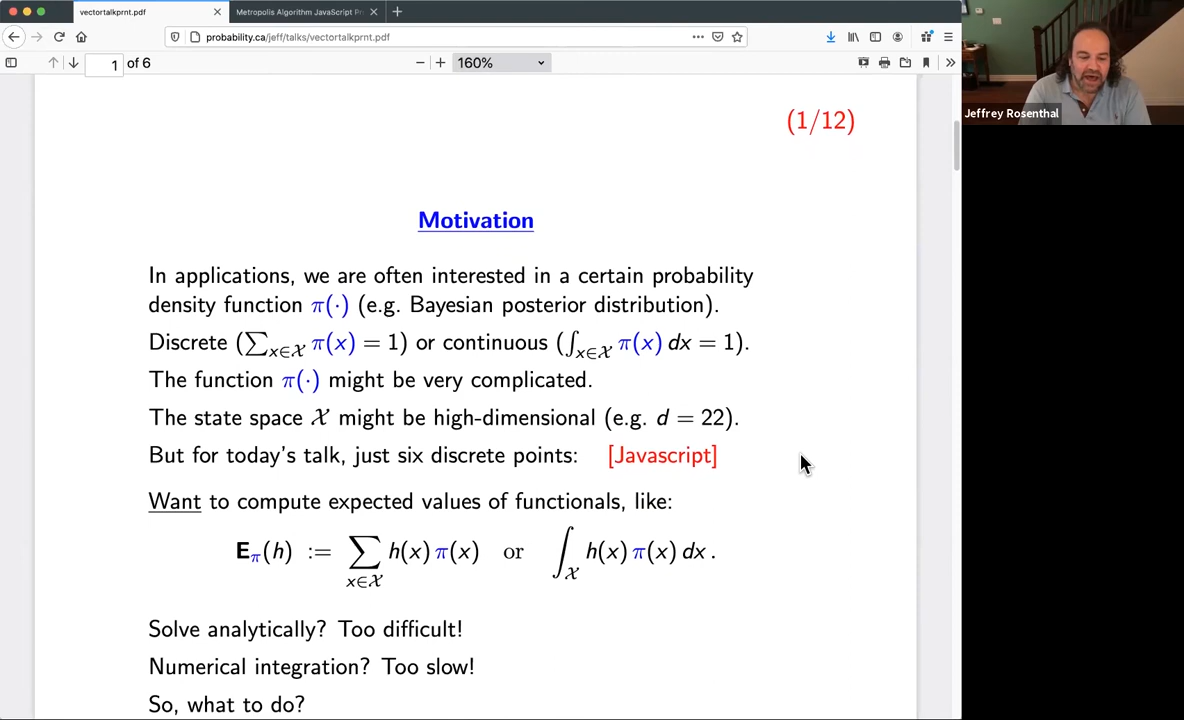 vectortalkprnt.pdf
Metropolis Algorithm JavaScript Pr
probability.ca/jeff/talks/vectortalkprnt.pdf
1 of 6
160%
Jeffrey Rosenthal
(1/12)
Motivation
In applications, we are often interested in a certain probability
density function π(·) (e.g. Bayesian posterior distribution).
Discrete (∑x∈𝒳 π(x) = 1) or continuous (∫x∈𝒳 π(x) dx = 1).
The function π(·) might be very complicated.
The state space 𝒳 might be high-dimensional (e.g. d = 22).
But for today's talk, just six discrete points: [Javascript]
Want to compute expected values of functionals, like:
Eπ(h) := ∑x∈𝒳 h(x) π(x) or ∫𝒳 h(x) π(x) dx .
Solve analytically? Too difficult!
Numerical integration? Too slow!
So, what to do?